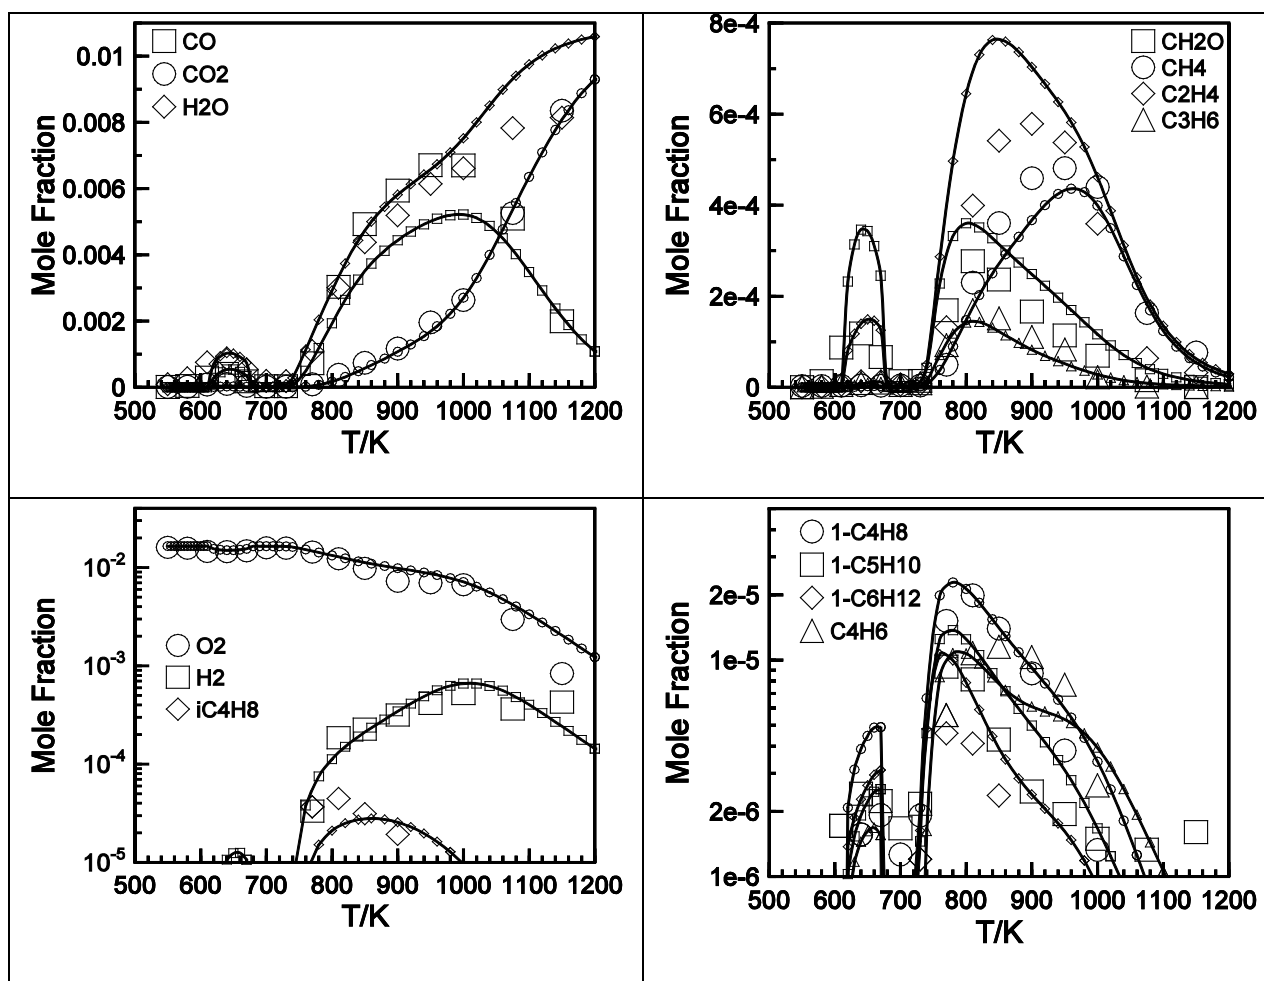 CO
CO2
H2O
0.01
0.008
0.006
0.004
0.002
0
Mole Fraction
500 600 700 800 900 1000 1100 1200
T/K
8e-4
CH2O
CH4
C2H4
C3H6
6e-4
4e-4
2e-4
0
Mole Fraction
500 600 700 800 900 1000 1100 1200
T/K
10-2
10-3
10-4
10-5
O2
H2
iC4H8
Mole Fraction
500 600 700 800 900 1000 1100 1200
T/K
1-C4H8
1-C5H10
1-C6H12
C4H6
2e-5
1e-5
2e-6
1e-6
Mole Fraction
500 600 700 800 900 1000 1100 1200
T/K